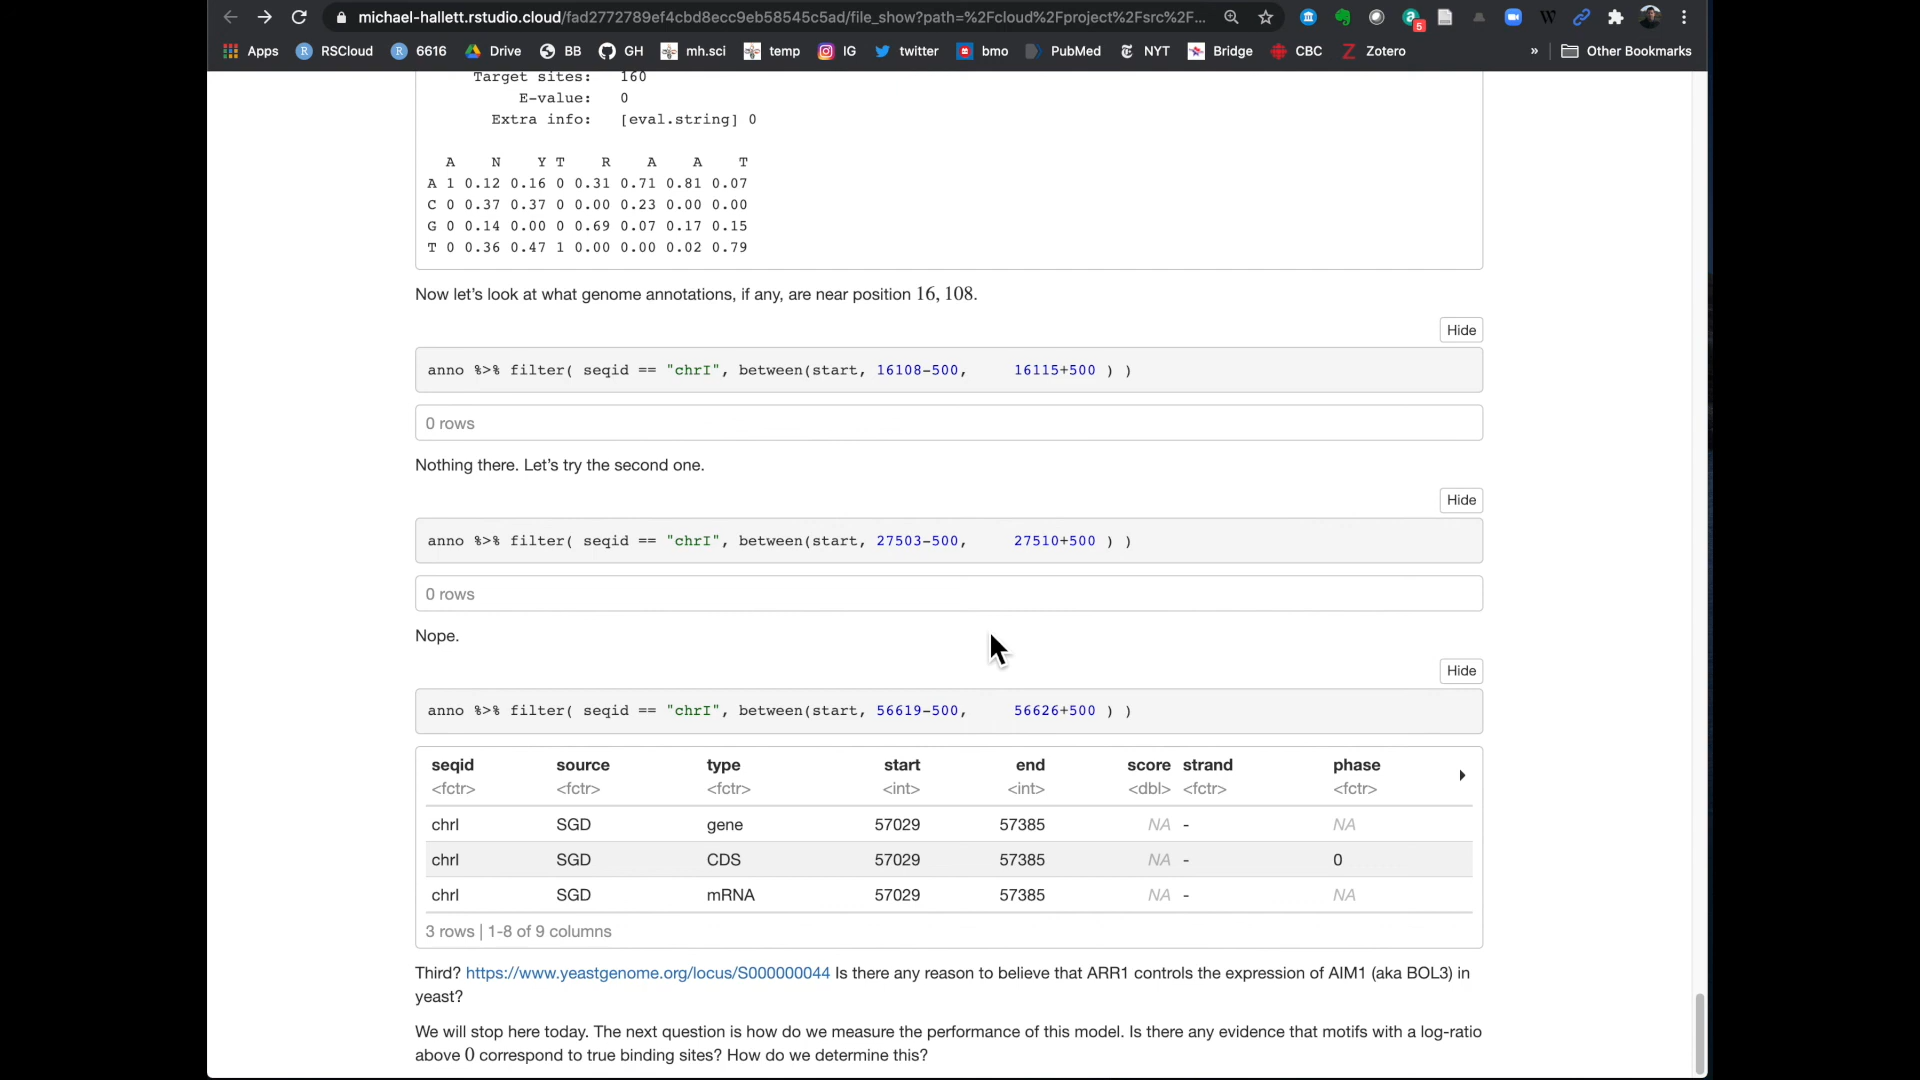 michael-hallett.rstudio.cloud/fad2772789ef4cbd8ecc9eb58545c5ad/file_show?path=%2Fcloud%2Fproject%2Fsrc%2F...
5
Apps RSCloud 6616 Drive BB GH mh.sci temp IG twitter bmo PubMed NYT Bridge CBC Zotero » Other Bookmarks
Target sites: 160
E-value: 0
Extra info: [eval.string] 0
A N Y T R A A T
A 1 0.12 0.16 0 0.31 0.71 0.81 0.07
C 0 0.37 0.37 0 0.00 0.23 0.00 0.00
G 0 0.14 0.00 0 0.69 0.07 0.17 0.15
T 0 0.36 0.47 1 0.00 0.00 0.02 0.79
Now let's look at what genome annotations, if any, are near position 16, 108.
Hide
anno %>% filter( seqid == "chrI", between(start, 16108-500, 16115+500 ) )
0 rows
Nothing there. Let's try the second one.
Hide
anno %>% filter( seqid == "chrI", between(start, 27503-500, 27510+500 ) )
0 rows
Nope.
Hide
anno %>% filter( seqid == "chrI", between(start, 56619-500, 56626+500 ) )
seqid source type start end score strand phase
<fctr> <fctr> <fctr> <int> <int> <dbl> <fctr> <fctr>
chrI SGD gene 57029 57385 NA - NA
chrI SGD CDS 57029 57385 NA - 0
chrI SGD mRNA 57029 57385 NA - NA
3 rows | 1-8 of 9 columns
Third? https://www.yeastgenome.org/locus/S000000044 Is there any reason to believe that ARR1 controls the expression of AIM1 (aka BOL3) in
yeast?
We will stop here today. The next question is how do we measure the performance of this model. Is there any evidence that motifs with a log-ratio
above 0 correspond to true binding sites? How do we determine this?